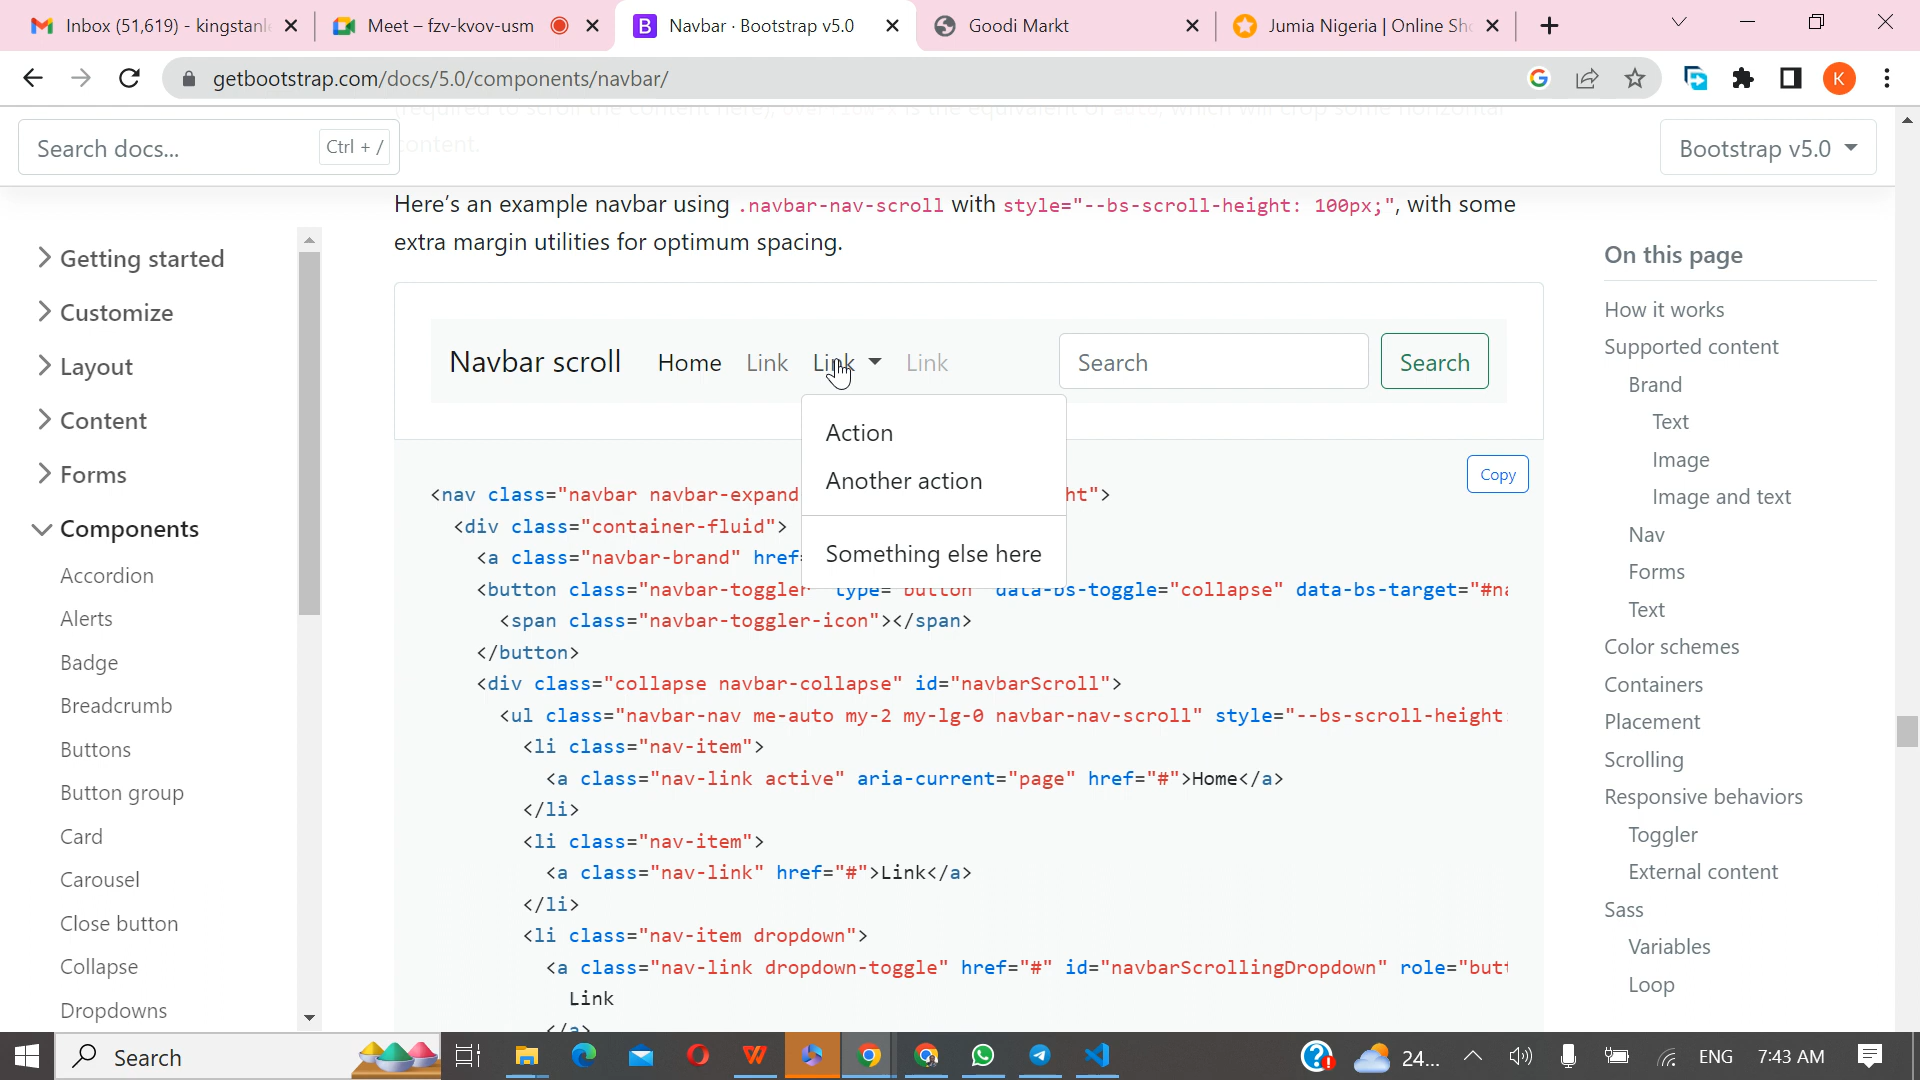 Inbox (51,619) - kingstanl
Meet – fzv-kvov-usm
Navbar · Bootstrap v5.0
Goodi Markt
Jumia Nigeria | Online Sho
getbootstrap.com/docs/5.0/components/navbar/
K
Search docs...
Ctrl + /
content.
Bootstrap v5.0
Here's an example navbar using .navbar-nav-scroll with style="--bs-scroll-height: 100px;", with some
extra margin utilities for optimum spacing.
Getting started
Customize
Layout
Content
Forms
Components
Accordion
Alerts
Badge
Breadcrumb
Buttons
Button group
Card
Carousel
Close button
Collapse
Dropdowns
Navbar scroll
Home
Link
Link
Link
Search
Search
Action
Another action
Something else here
Copy
<nav class="navbar navbar-expand ht">
<div class="container-fluid">
<a class="navbar-brand" href=
<button class="navbar-toggler" type="button" data-bs-toggle="collapse" data-bs-target="#na
<span class="navbar-toggler-icon"></span>
</button>
<div class="collapse navbar-collapse" id="navbarScroll">
<ul class="navbar-nav me-auto my-2 my-lg-0 navbar-nav-scroll" style="--bs-scroll-height:
<li class="nav-item">
<a class="nav-link active" aria-current="page" href="#">Home</a>
</li>
<li class="nav-item">
<a class="nav-link" href="#">Link</a>
</li>
<li class="nav-item dropdown">
<a class="nav-link dropdown-toggle" href="#" id="navbarScrollingDropdown" role="butt
Link
</a>
On this page
How it works
Supported content
Brand
Text
Image
Image and text
Nav
Forms
Text
Color schemes
Containers
Placement
Scrolling
Responsive behaviors
Toggler
External content
Sass
Variables
Loop
Search
24...
ENG
7:43 AM